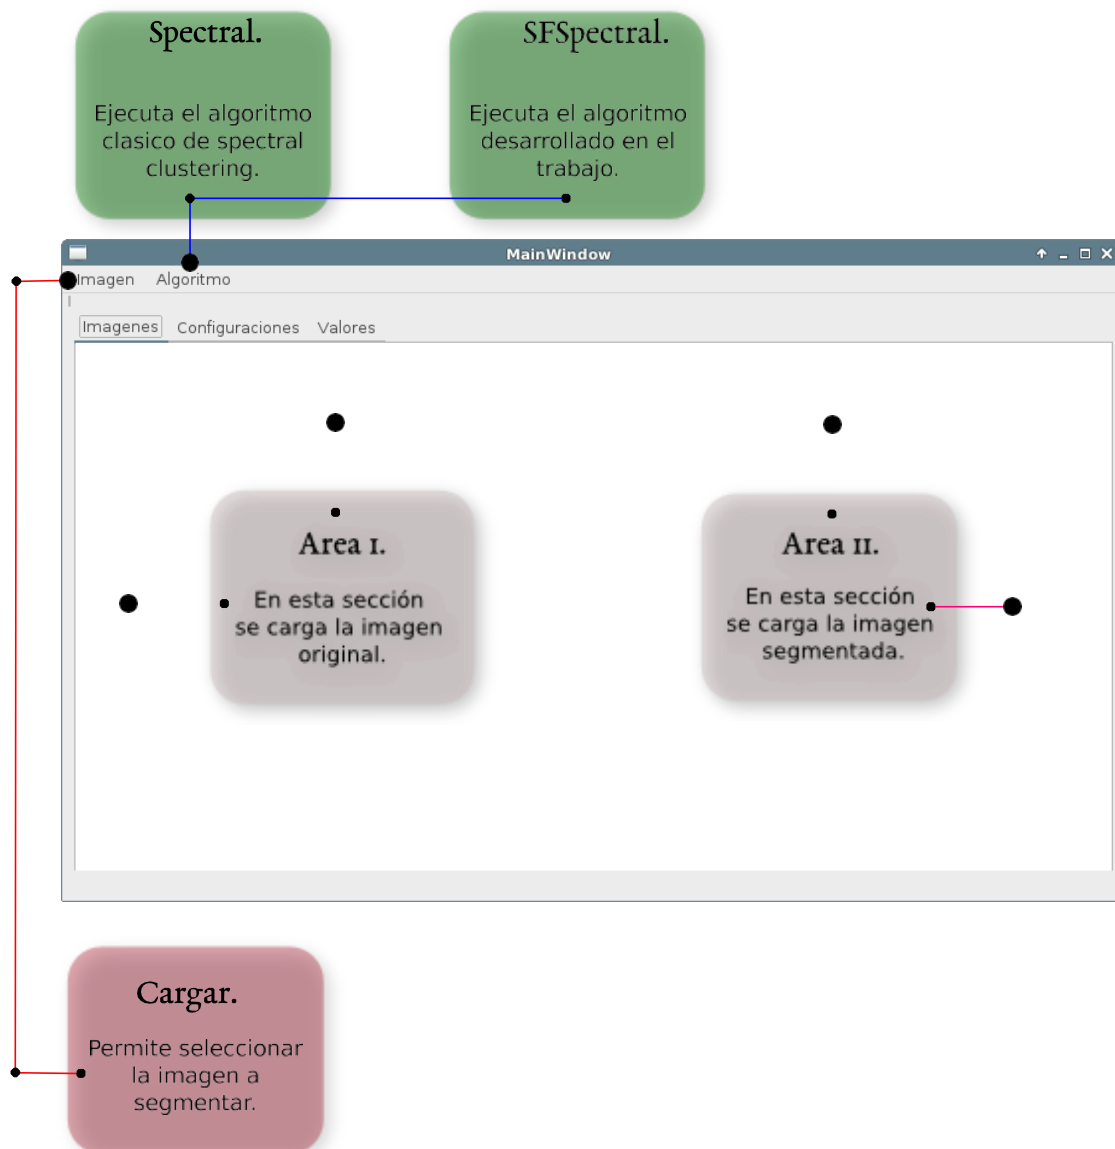 Spectral.
Ejecuta el algoritmo
clasico de spectral
clustering.
SFSpectral.
Ejecuta el algoritmo
desarrollado en el
trabajo.
MainWindow
Imagen Algoritmo
Imagenes Configuraciones Valores
Area I.
En esta sección
se carga la imagen
original.
Area II.
En esta sección
se carga la imagen
segmentada.
Cargar.
Permite seleccionar
la imagen a
segmentar.